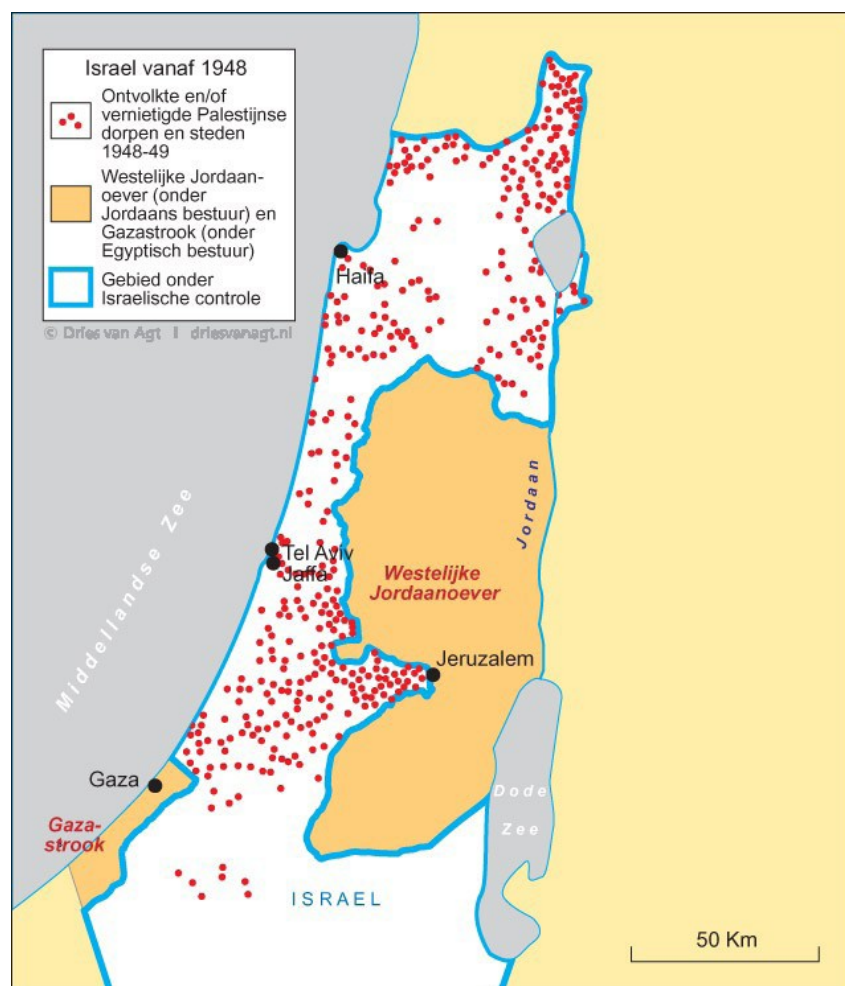 Israel vanaf 1948
Ontvolkte en/of
vernietigde Palestijnse
dorpen en steden
1948-49
Westelijke Jordaan-
oever (onder
Jordaans bestuur) en
Gazastrook (onder
Egyptisch bestuur)
Gebied onder
Israelische controle
© Dries van Agt I driesvanagt.nl
Haifa
Jordaan
Middellandse Zee
Tel Aviv
Jaffa
Westelijke
Jordaanoever
Jeruzalem
Gaza
Gaza-
strook
Dode
Zee
ISRAEL
50 Km